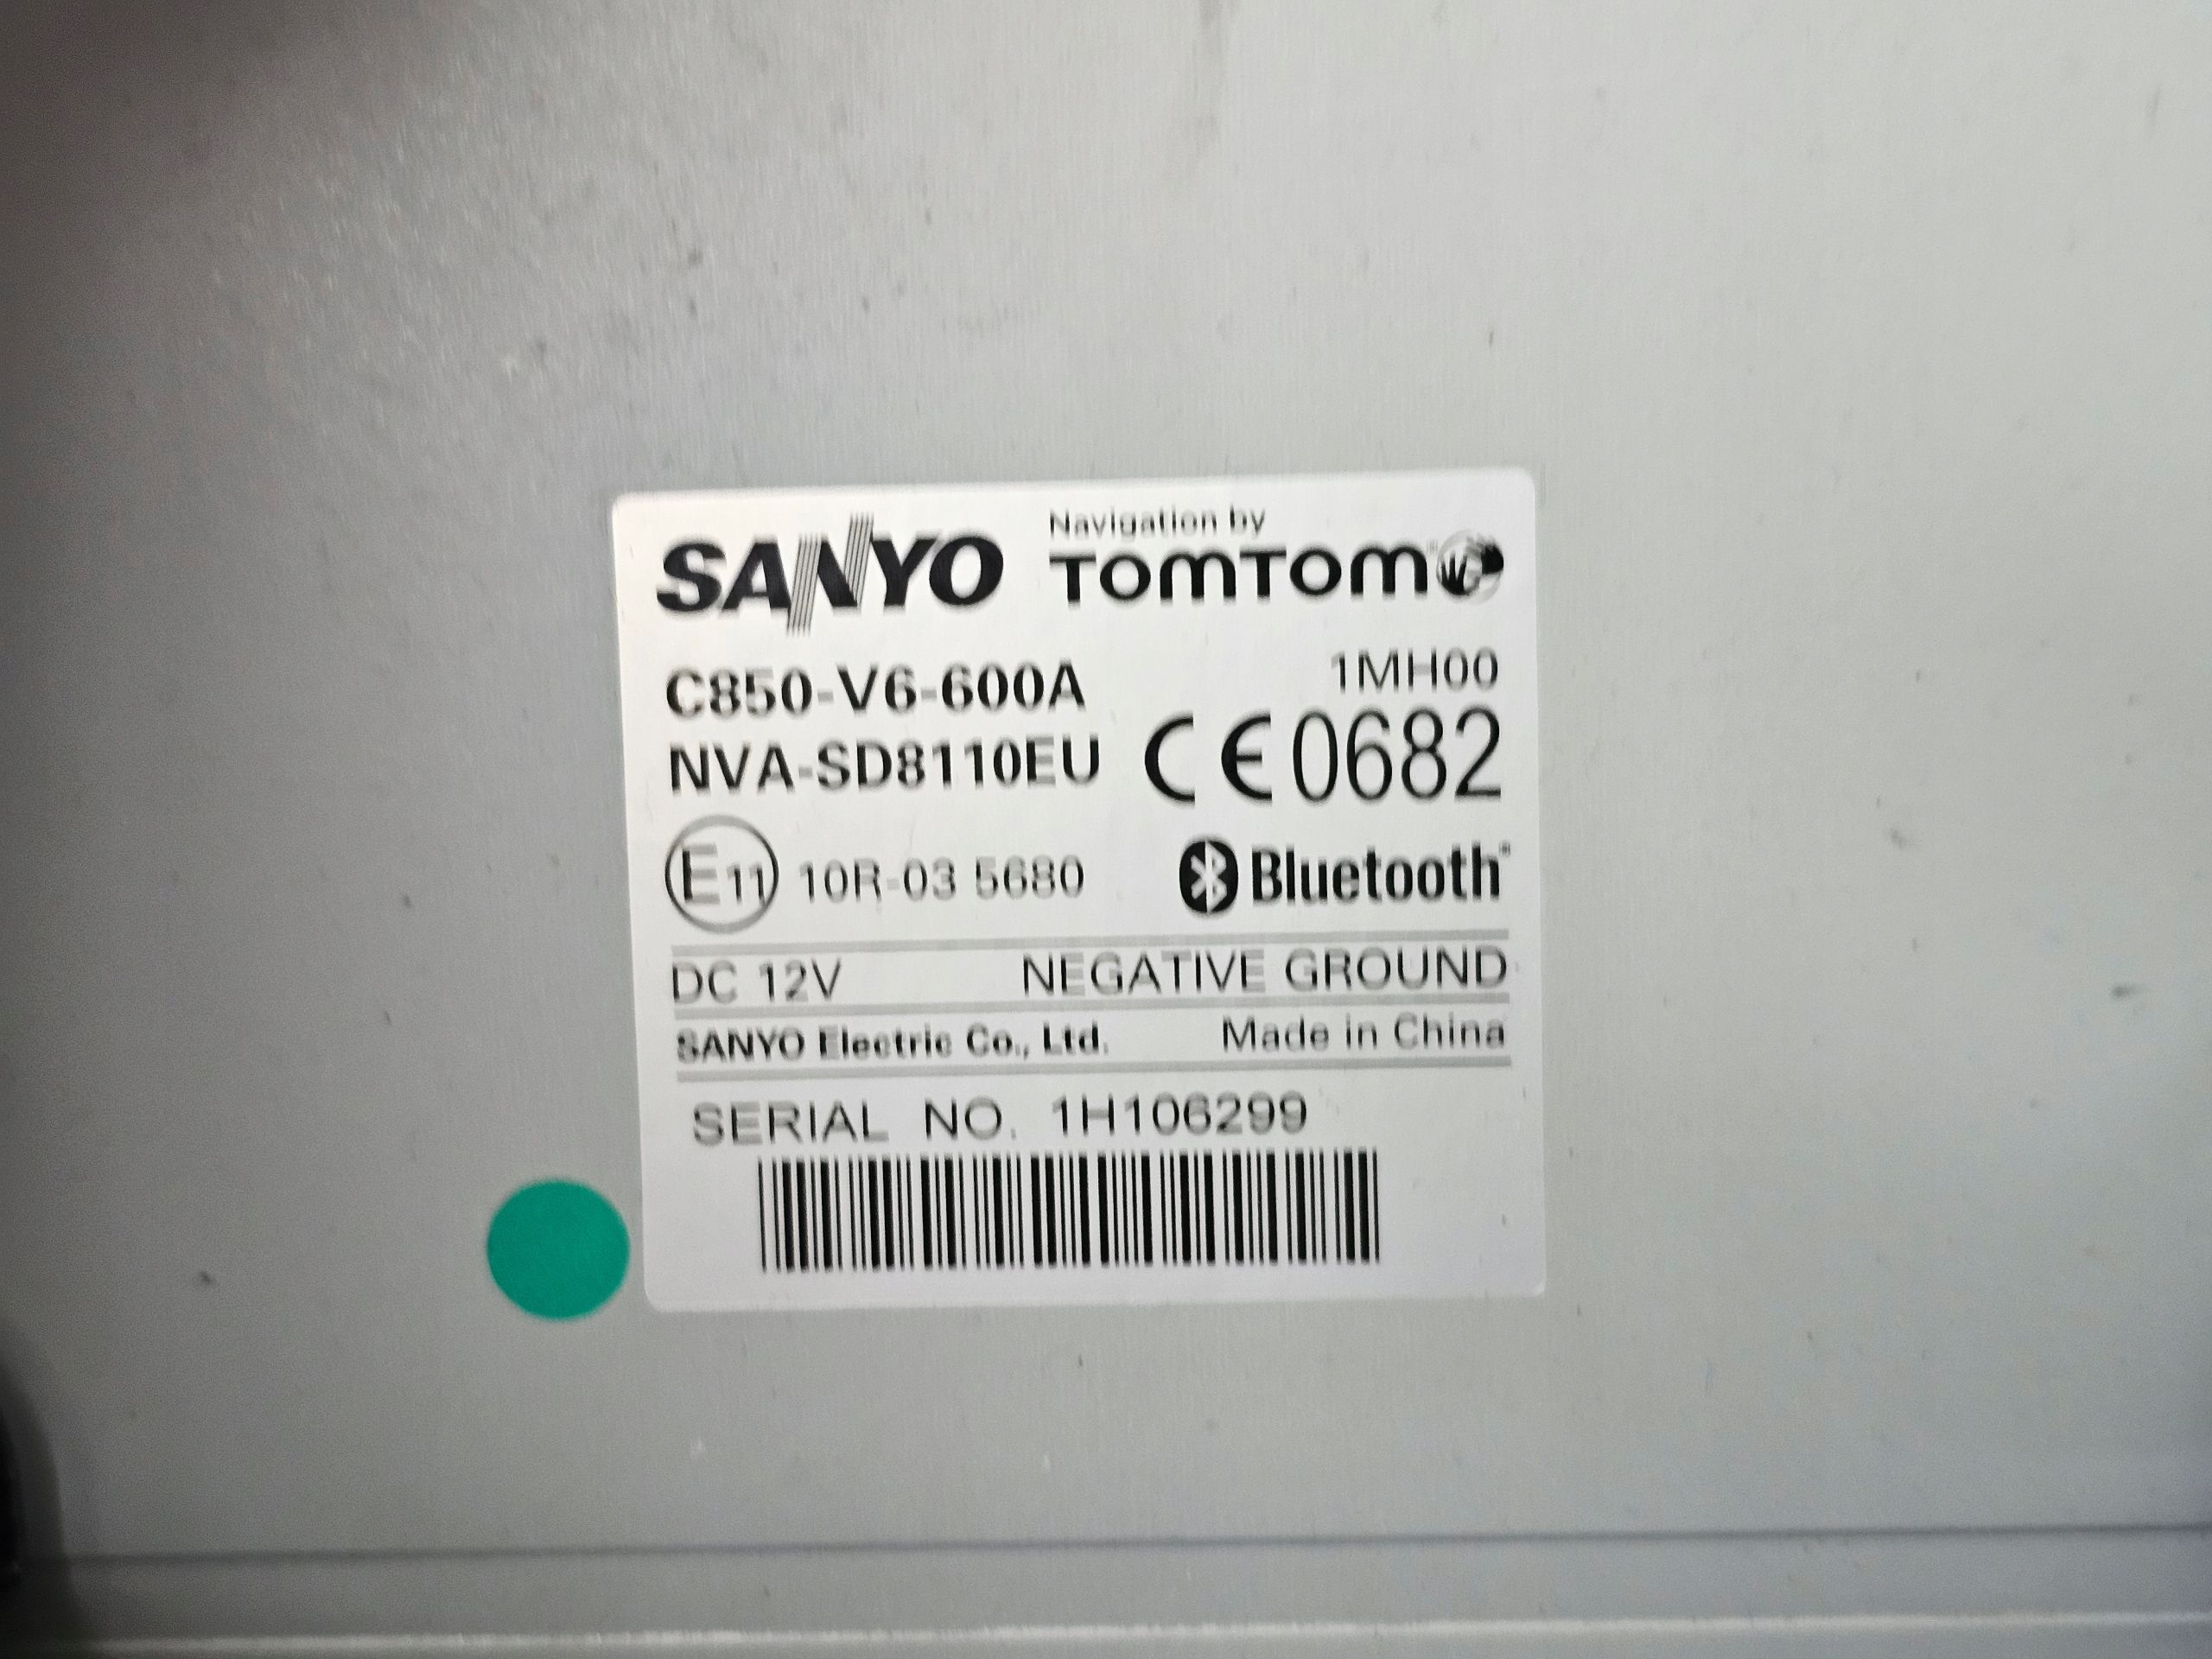 SANYO Navigation by TOMTOM
C850-V6-600A 1MH00
NVA-SD8110EU CE0682
E11 10R-03 5680 Bluetooth®
DC 12V NEGATIVE GROUND
SANYO Electric Co., Ltd. Made in China
SERIAL NO. 1H106299